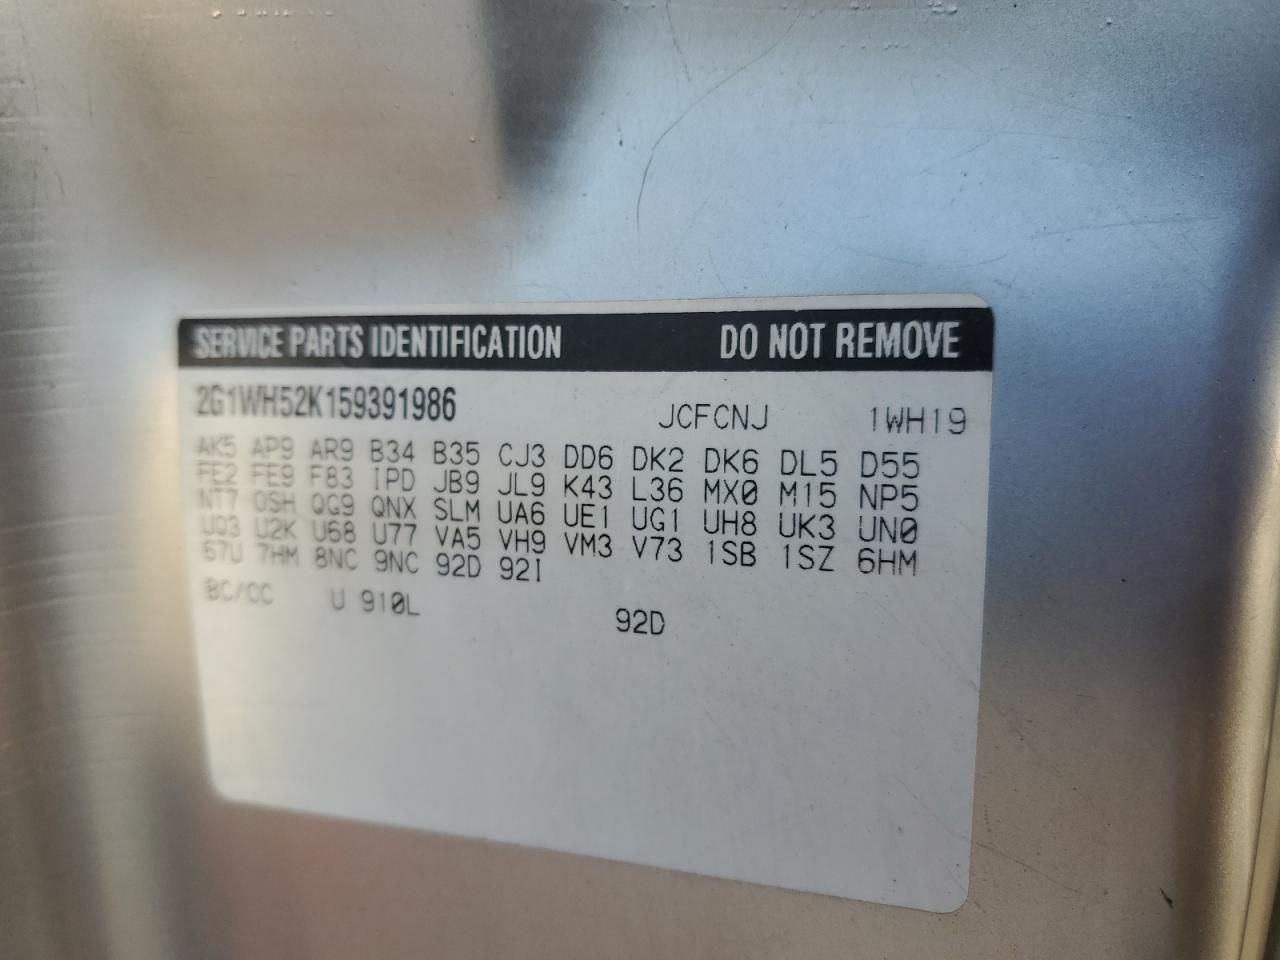 SERVICE PARTS IDENTIFICATION DO NOT REMOVE
2G1WH52K159391986 JCFCNJ 1WH19
AK5 AP9 AR9 B34 B35 CJ3 DD6 DK2 DK6 DL5 D55
FE2 FE9 F83 IPD JB9 JL9 K43 L36 MX0 M15 NP5
NT7 OSH QG9 QNX SLM UA6 UE1 UG1 UH8 UK3 UN0
UQ3 U2K U68 U77 VA5 VH9 VM3 V73 1SB 1SZ 6HM
67U 7HM 8NC 9NC 92D 92I
BC/CC U 910L 92D